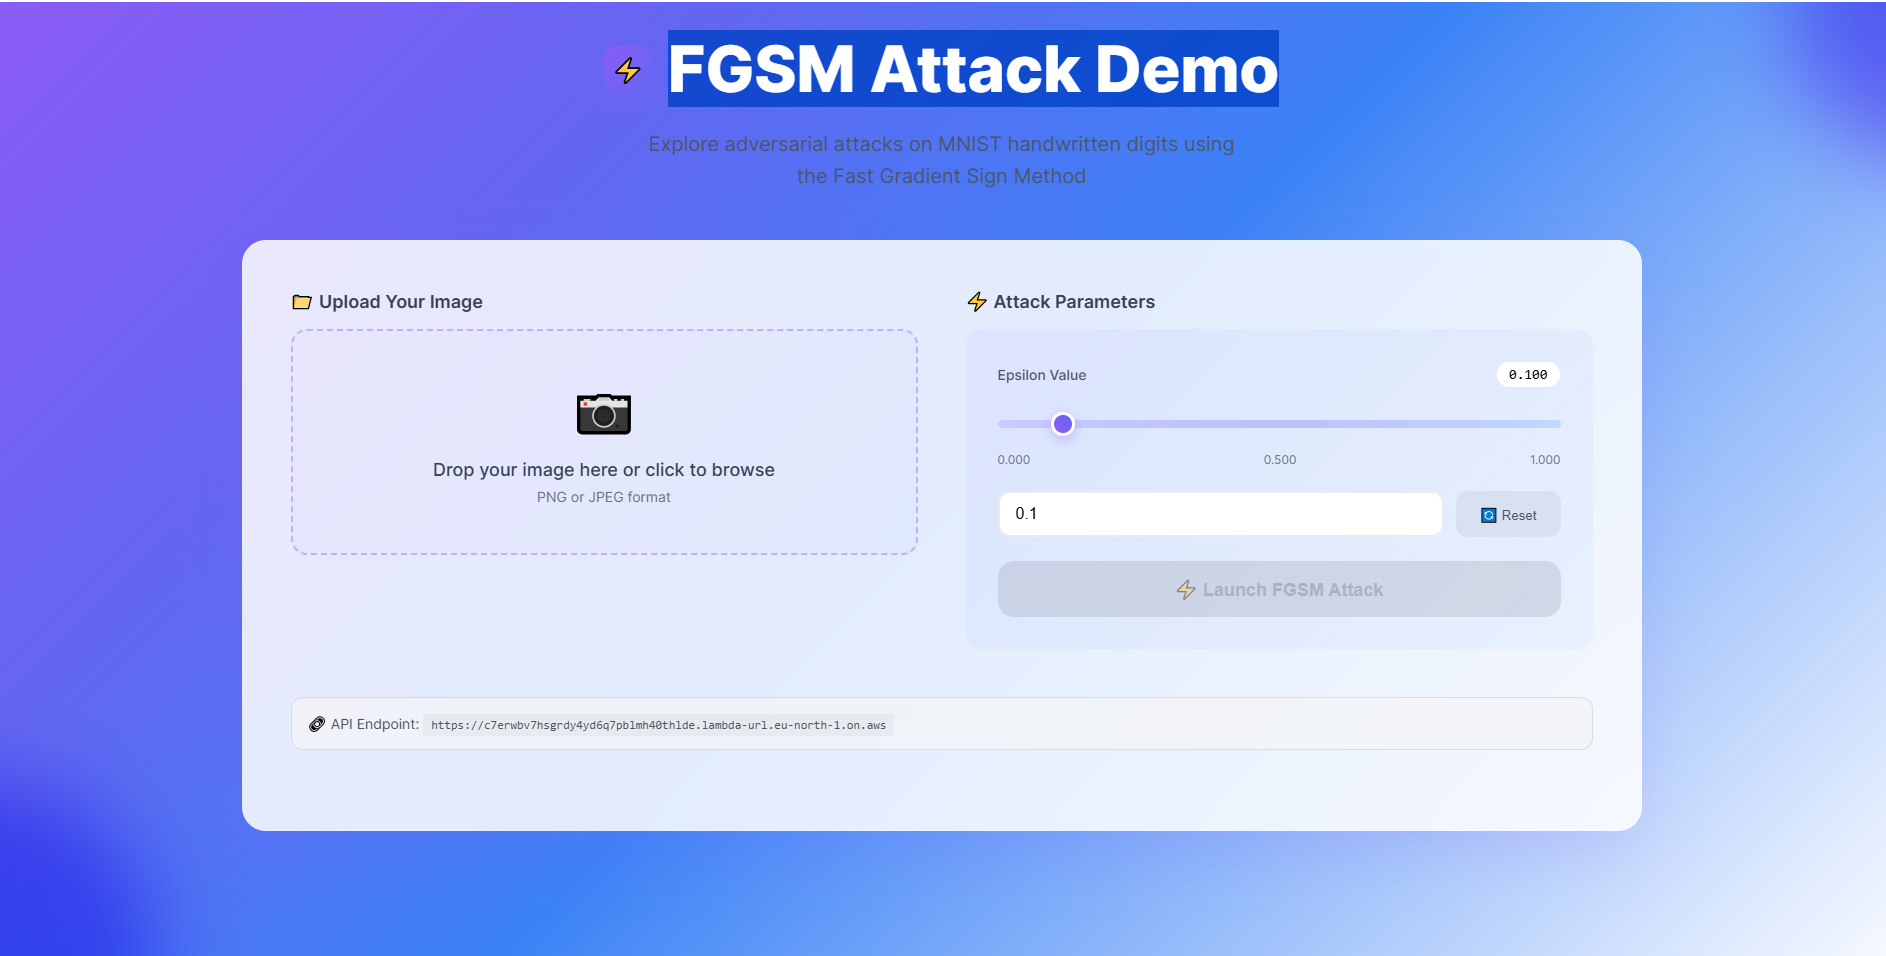 FGSM Attack Demo
Explore adversarial attacks on MNIST handwritten digits using
the Fast Gradient Sign Method
Upload Your Image
Drop your image here or click to browse
PNG or JPEG format
Attack Parameters
Epsilon Value
0.100
0.000
0.500
1.000
0.1
Reset
Launch FGSM Attack
API Endpoint: https://c7erwbv7hsgrdy4yd6q7pblmh40thlde.lambda-url.eu-north-1.on.aws